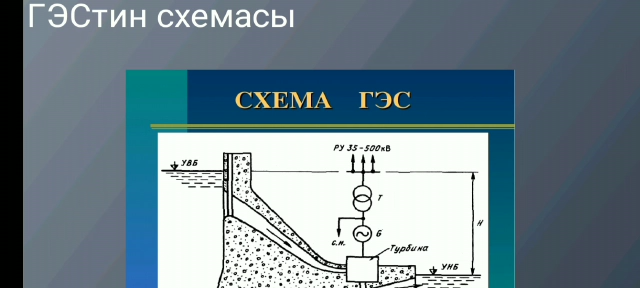 ГЭСтин схемасы
СХЕМА ГЭС
РУ 35-500кВ
УВБ
Т
Н
с.н.
G
Турбина
УНБ